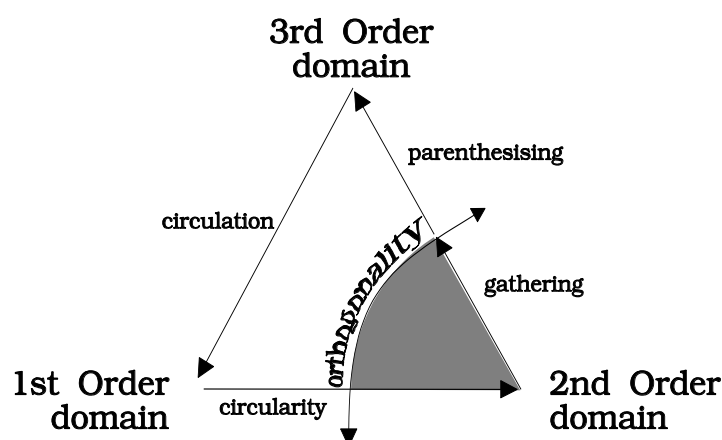 3rd Order
domain
parenthesising
circulation
orthogonality
gathering
1st Order
domain
circularity
2nd Order
domain